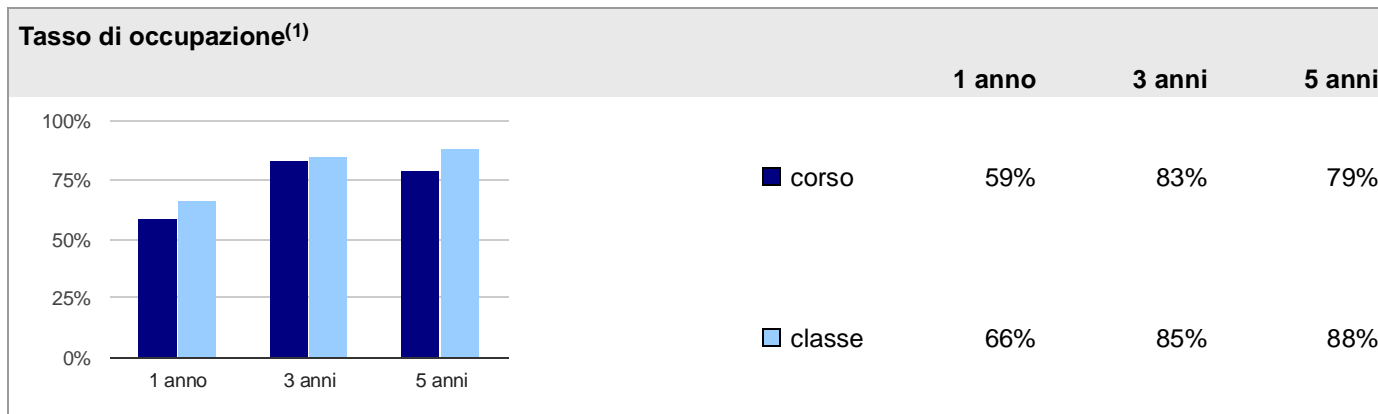 Tasso di occupazione(1)
1 anno 3 anni 5 anni
100%
75%
50%
25%
0%
1 anno 3 anni 5 anni
corso 59% 83% 79%
classe 66% 85% 88%